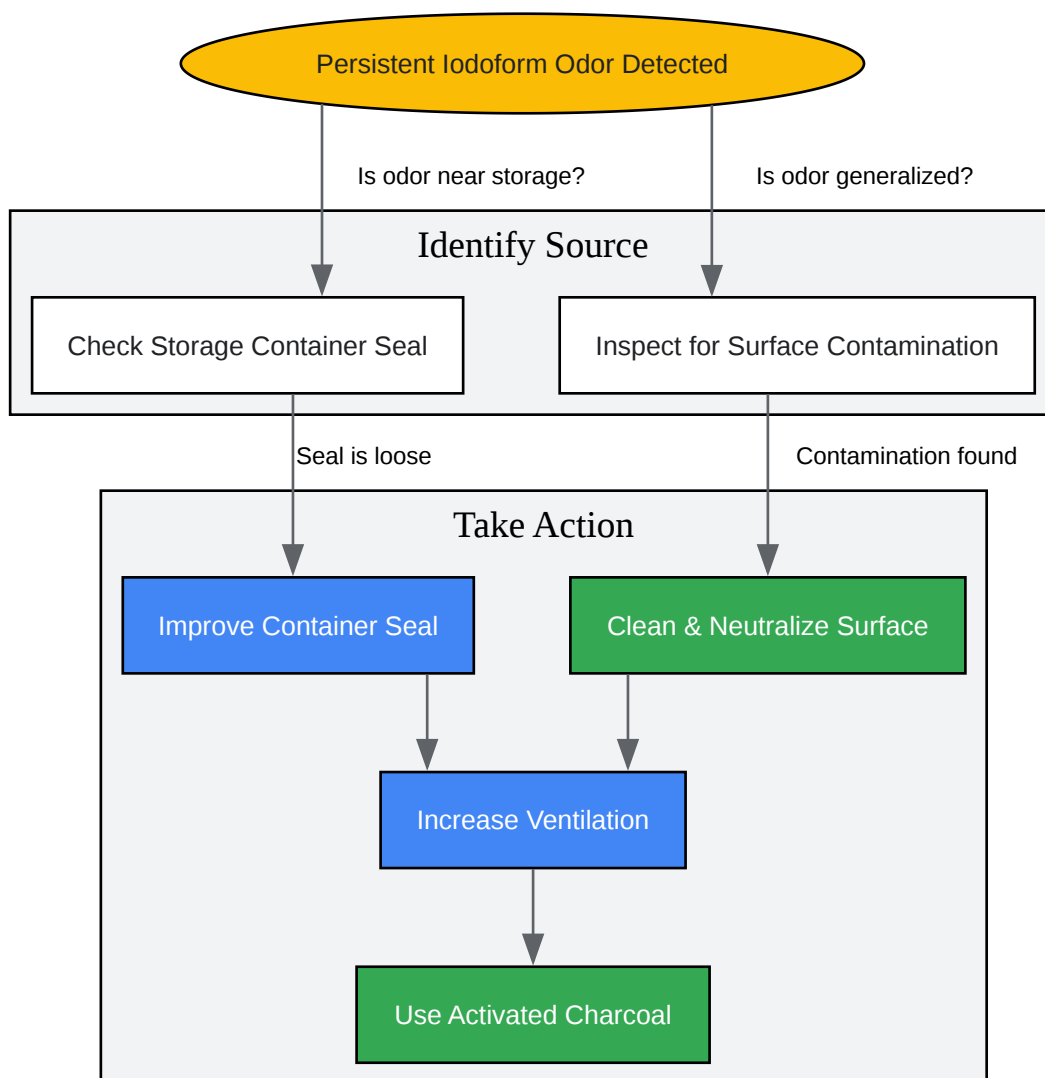 Persistent Iodoform Odor Detected
Is odor near storage?
Is odor generalized?
Identify Source
Check Storage Container Seal
Inspect for Surface Contamination
Seal is loose
Contamination found
Take Action
Improve Container Seal
Clean & Neutralize Surface
Increase Ventilation
Use Activated Charcoal